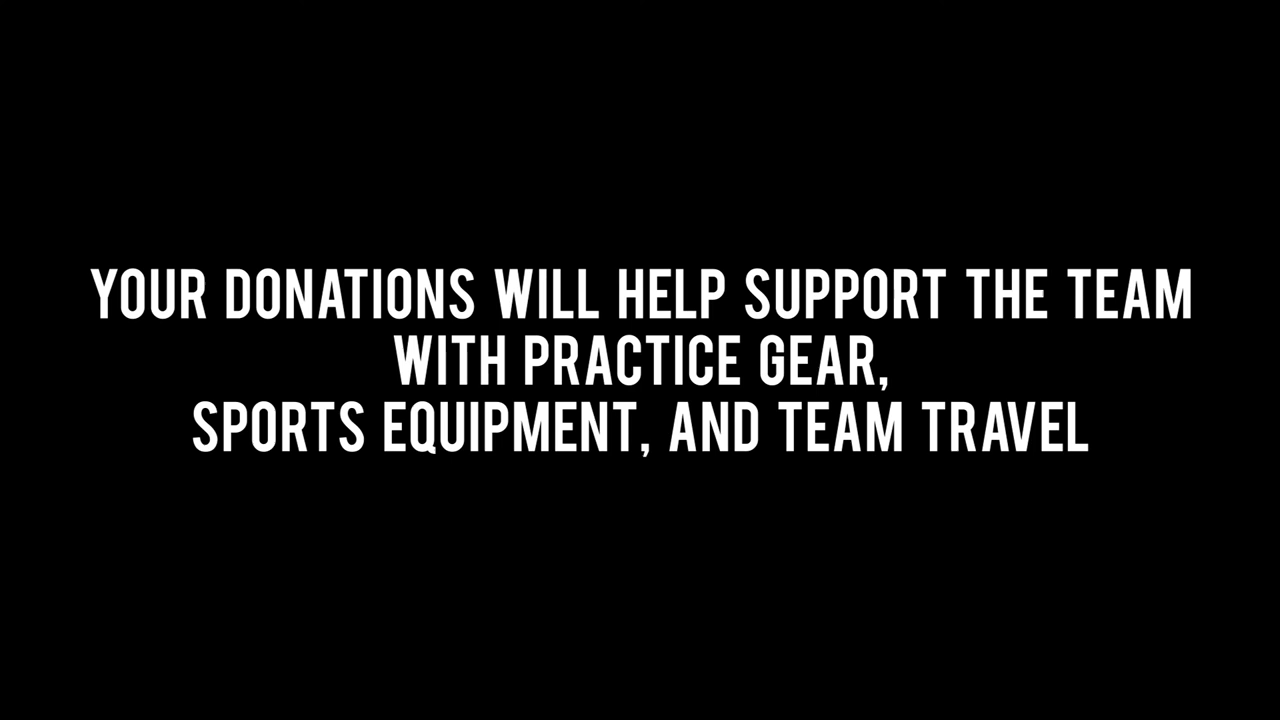 YOUR DONATIONS WILL HELP SUPPORT THE TEAM
WITH PRACTICE GEAR,
SPORTS EQUIPMENT, AND TEAM TRAVEL